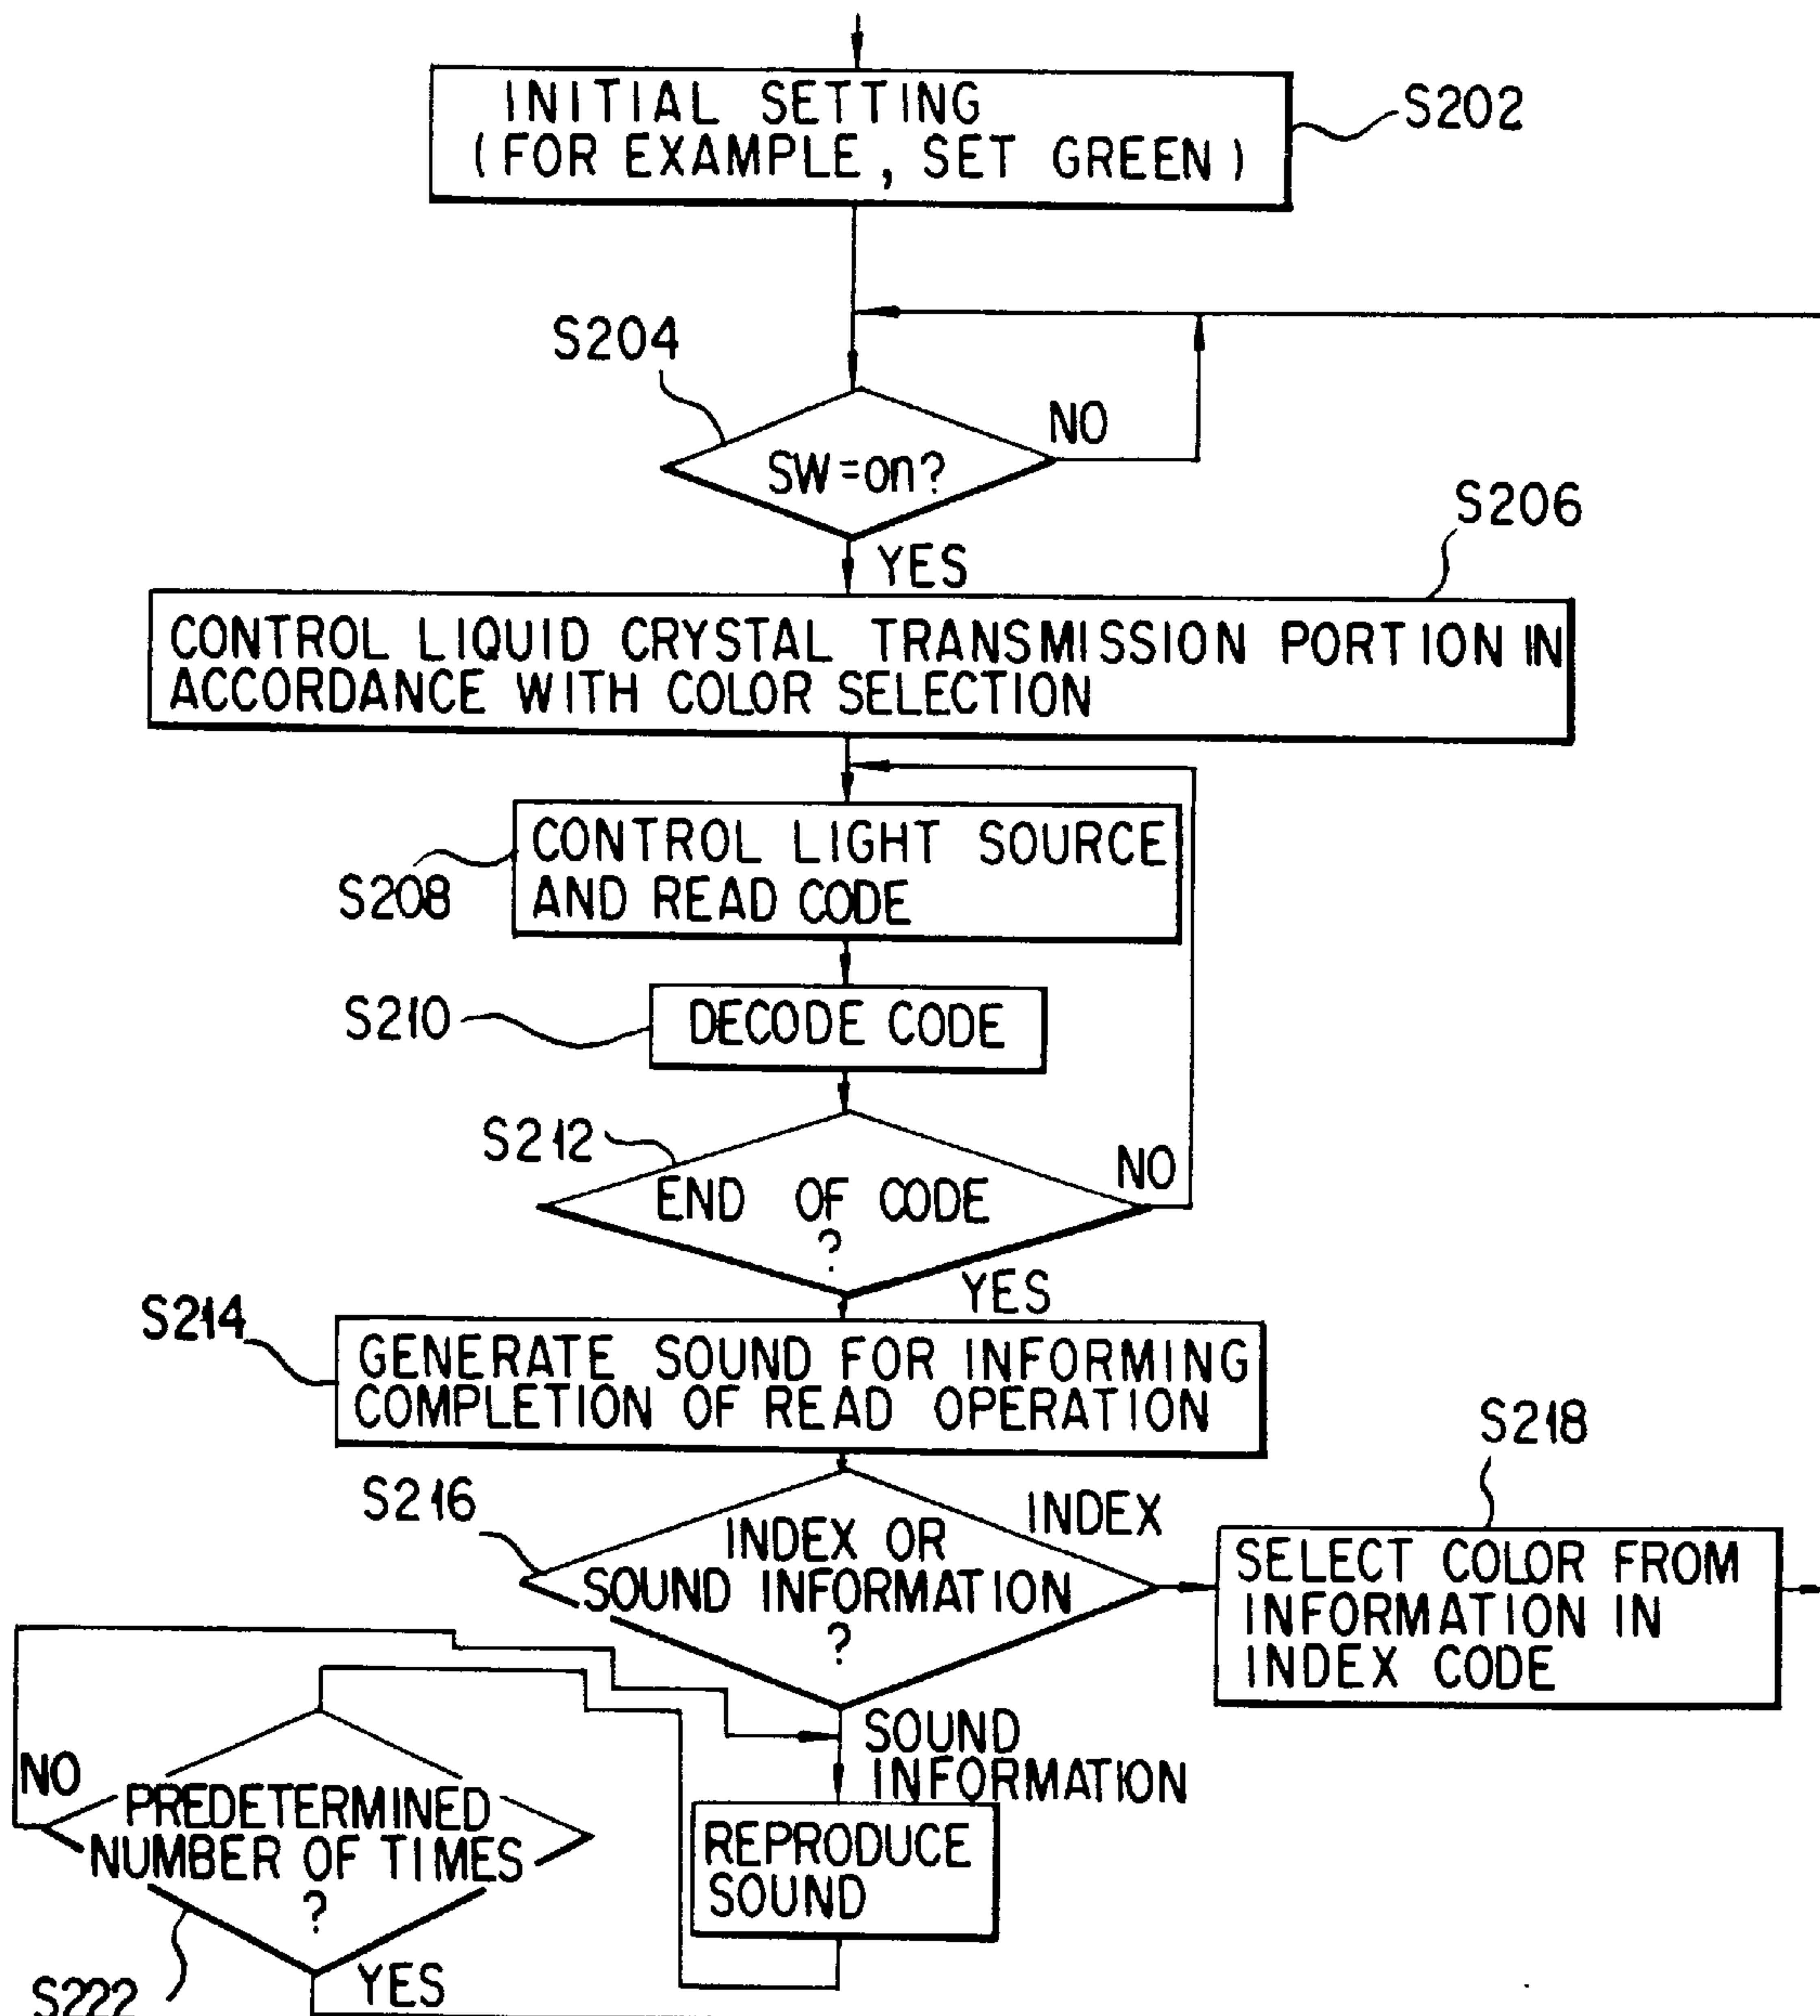 INITIAL SETTING
(FOR EXAMPLE, SET GREEN)
S202
S204
SW=on?
NO
YES
S206
CONTROL LIQUID CRYSTAL TRANSMISSION PORTION IN
ACCORDANCE WITH COLOR SELECTION
CONTROL LIGHT SOURCE
AND READ CODE
S208
S210
DECODE CODE
S212
END OF CODE
?
NO
YES
S214
GENERATE SOUND FOR INFORMING
COMPLETION OF READ OPERATION
S216
INDEX OR
SOUND INFORMATION
?
INDEX
S218
SELECT COLOR FROM
INFORMATION IN
INDEX CODE
SOUND
INFORMATION
REPRODUCE
SOUND
NO
PREDETERMINED
NUMBER OF TIMES
?
YES
S222